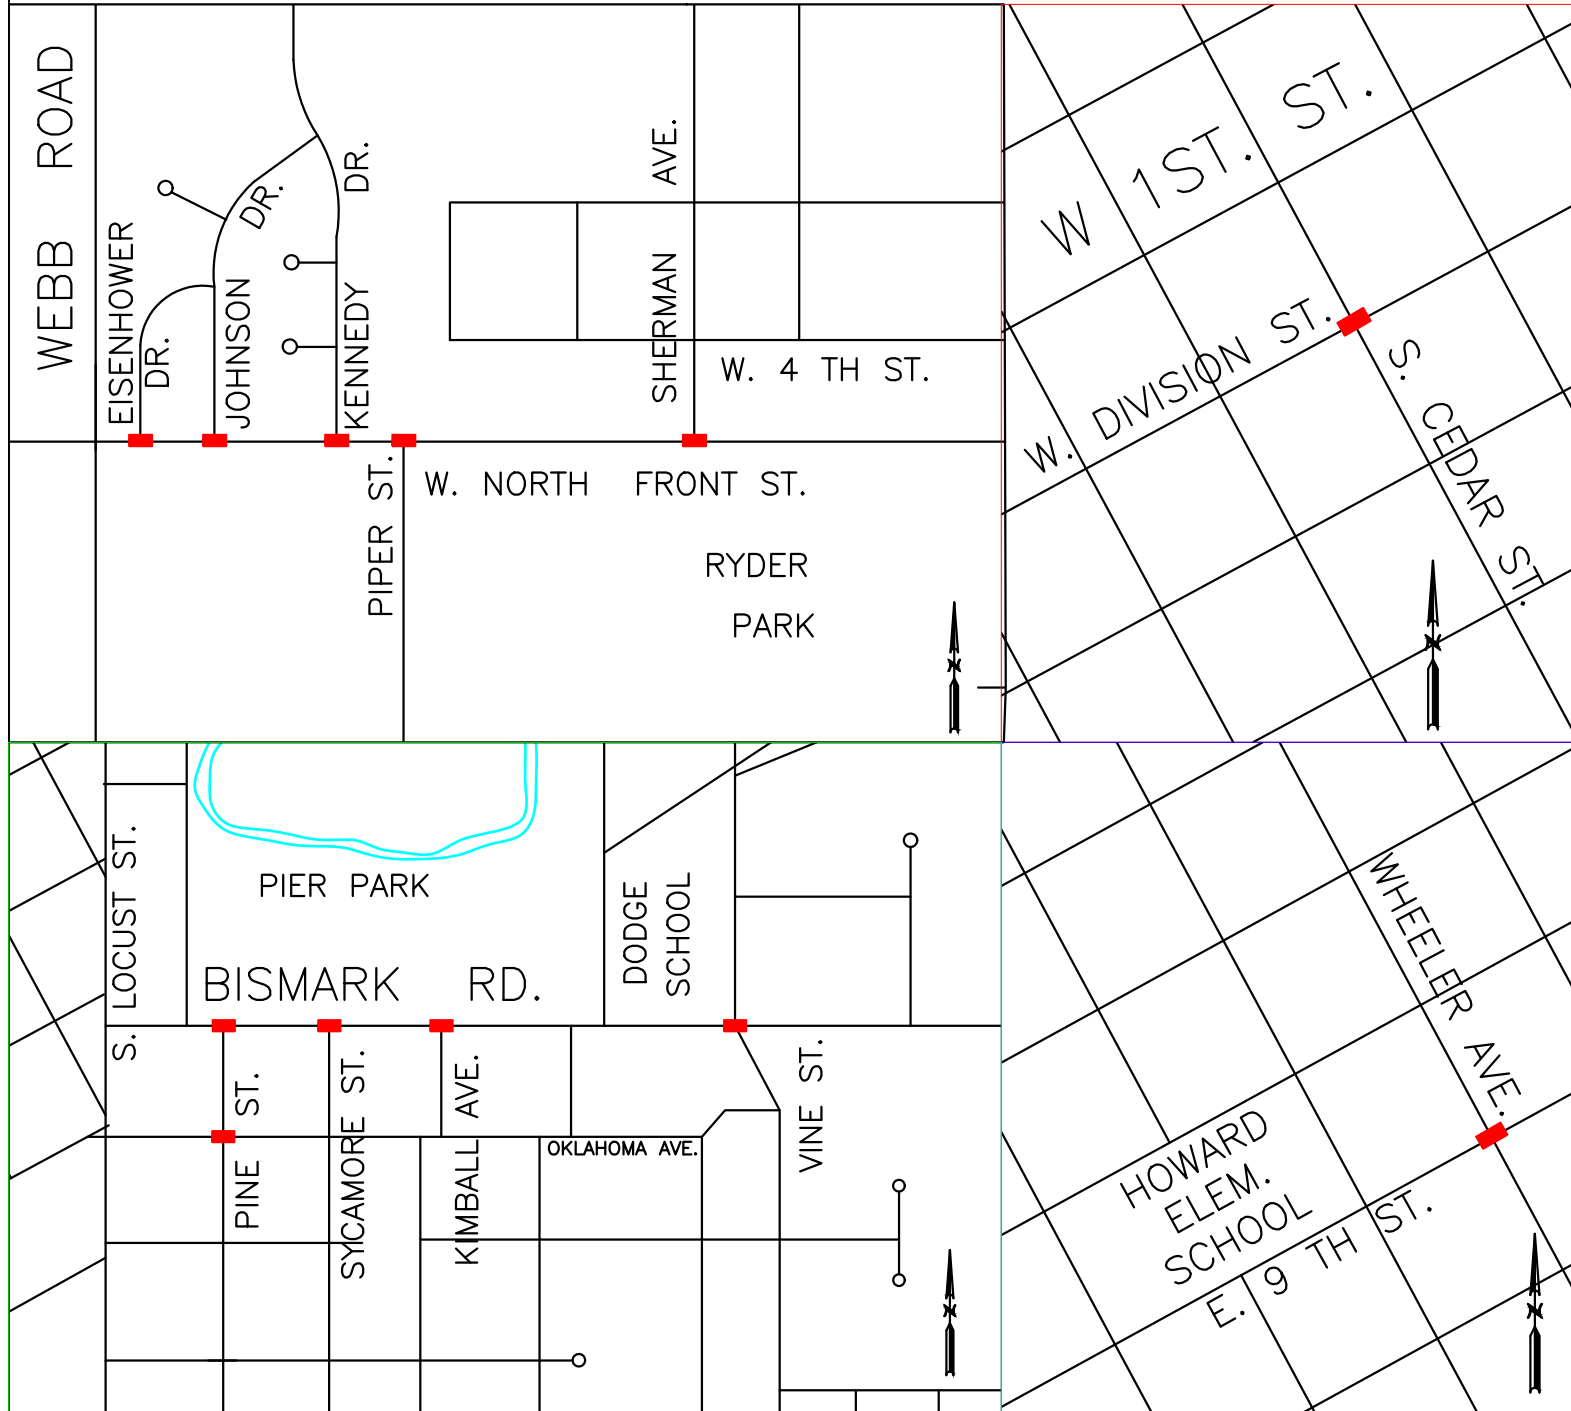 WEBB ROAD
EISENHOWER
DR.
JOHNSON
DR.
KENNEDY
DR.
SHERMAN AVE.
W. 4 TH ST.
PIPER ST.
W. NORTH FRONT ST.
RYDER
PARK
W 1ST. ST.
W. DIVISION ST.
S. CEDAR ST.
S. LOCUST ST.
PIER PARK
DODGE
SCHOOL
BISMARK RD.
PINE ST.
SYCAMORE ST.
KIMBALL AVE.
OKLAHOMA AVE.
VINE ST.
WHEELER AVE.
HOWARD
ELEM.
SCHOOL
E. 9 TH ST.